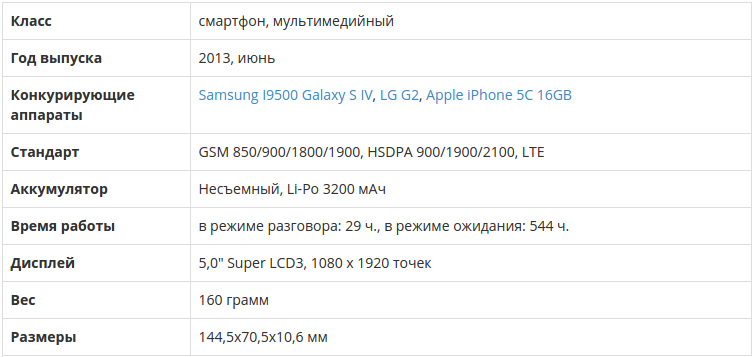 Класс смартфон, мультимедийный
Год выпуска 2013, июнь
Конкурирующие Samsung I9500 Galaxy S IV, LG G2, Apple iPhone 5C 16GB
аппараты
Стандарт GSM 850/900/1800/1900, HSDPA 900/1900/2100, LTE
Аккумулятор Несъемный, Li-Po 3200 мАч
Время работы в режиме разговора: 29 ч., в режиме ожидания: 544 ч.
Дисплей 5,0" Super LCD3, 1080 x 1920 точек
Вес 160 грамм
Размеры 144,5x70,5x10,6 мм